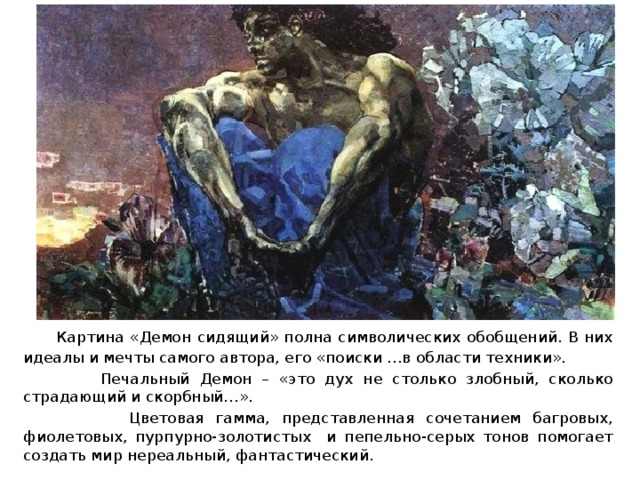 Картина «Демон сидящий» полна символических обобщений. В них
идеалы и мечты самого автора, его «поиски …в области техники».
Печальный Демон – «это дух не столько злобный, сколько
страдающий и скорбный…».
Цветовая гамма, представленная сочетанием багровых,
фиолетовых, пурпурно-золотистых и пепельно-серых тонов помогает
создать мир нереальный, фантастический.